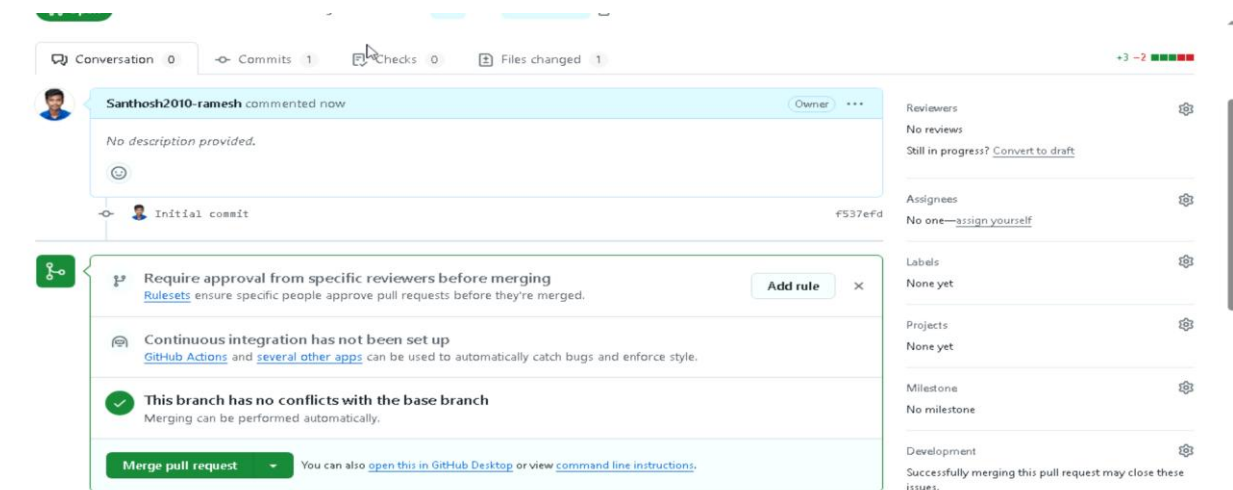 Conversation 0
Commits 1
Checks 0
Files changed 1
+3 −2
Santhosh2010-ramesh commented now
Owner
No description provided.
Initial commit
f537efd
Require approval from specific reviewers before merging
Rulesets ensure specific people approve pull requests before they're merged.
Add rule
Continuous integration has not been set up
GitHub Actions and several other apps can be used to automatically catch bugs and enforce style.
This branch has no conflicts with the base branch
Merging can be performed automatically.
Merge pull request
You can also open this in GitHub Desktop or view command line instructions.
Reviewers
No reviews
Still in progress? Convert to draft
Assignees
No one—assign yourself
Labels
None yet
Projects
None yet
Milestone
No milestone
Development
Successfully merging this pull request may close these
issues.